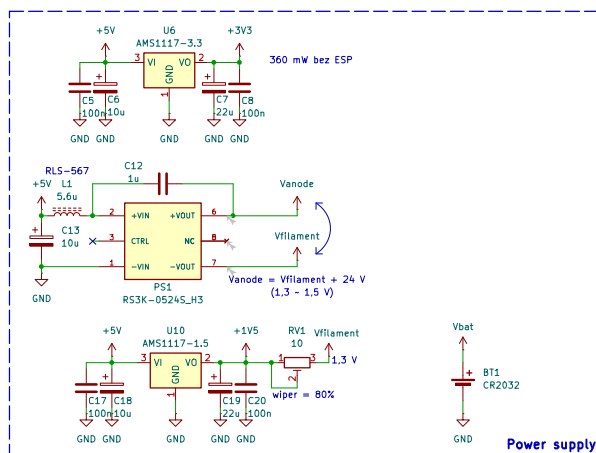 +5V
U6
AMS1117-3.3
+3V3
3
VI
VO
2
GND
1
360 mW bez ESP
C5
100n
C6
10u
C7
22u
C8
100n
GND
GND
GND
GND
GND
RLS-567
C12
1u
+5V
L1
5.6u
Vanode
2
+VIN
+VOUT
6
C13
10u
3
CTRL
NC
8
Vfilament
1
-VIN
-VOUT
7
GND
PS1
RS3K-0524S_H3
Vanode = Vfilament + 24 V
(1,3 - 1,5 V)
+5V
U10
AMS1117-1.5
+1V5
RV1
10
Vfilament
3
VI
VO
2
1
3
1,3 V
GND
1
2
wiper = 80%
C17
100n
C18
10u
C19
22u
C20
100n
GND
GND
GND
GND
GND
Vbat
+
BT1
CR2032
GND
Power supply